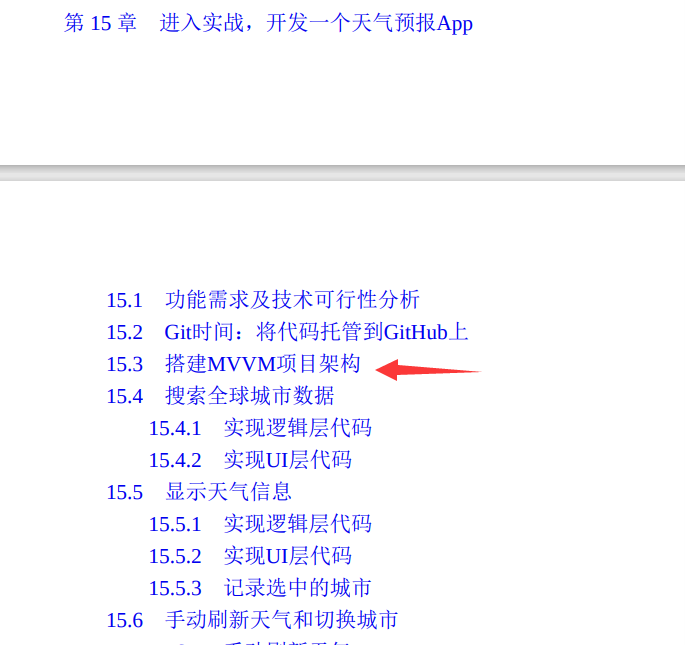 第 15 章 进入实战，开发一个天气预报App
15.1 功能需求及技术可行性分析
15.2 Git时间：将代码托管到GitHub上
15.3 搭建MVVM项目架构
15.4 搜索全球城市数据
15.4.1 实现逻辑层代码
15.4.2 实现UI层代码
15.5 显示天气信息
15.5.1 实现逻辑层代码
15.5.2 实现UI层代码
15.5.3 记录选中的城市
15.6 手动刷新天气和切换城市